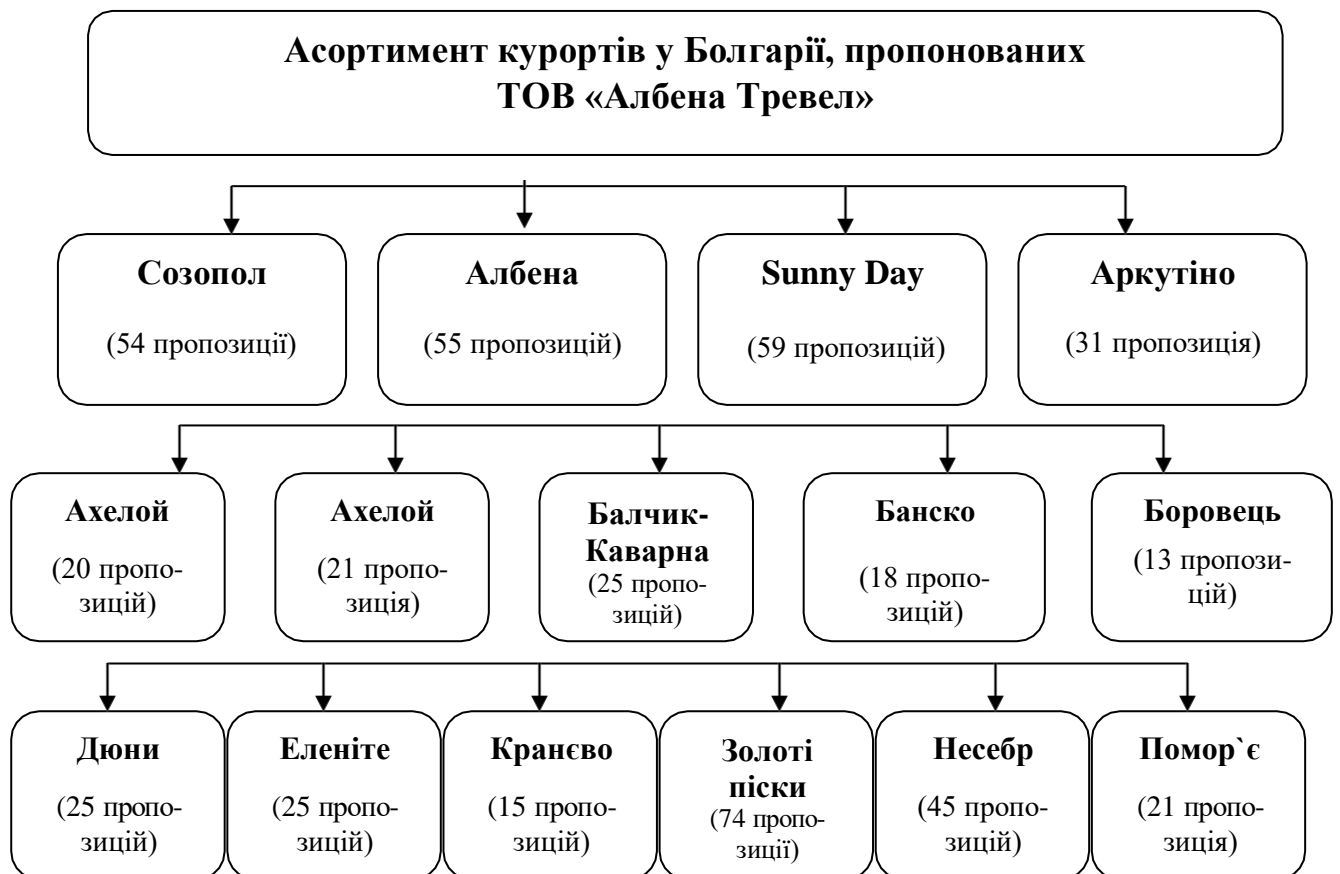 Асортимент курортів у Болгарії, пропонованих
ТОВ «Албена Тревел»
Созопол
(54 пропозиції)
Албена
(55 пропозицій)
Sunny Day
(59 пропозицій)
Аркутіно
(31 пропозиція)
Ахелой
(20 пропо-
зицій)
Ахелой
(21 пропо-
зиція)
Балчик-
Каварна
(25 пропо-
зицій)
Банско
(18 пропо-
зицій)
Боровець
(13 пропози-
цій)
Дюни
(25 пропо-
зицій)
Еленіте
(25 пропо-
зицій)
Кранєво
(15 пропо-
зицій)
Золоті
піски
(74 пропо-
зиції)
Несебр
(45 пропо-
зицій)
Помор`є
(21 пропо-
зиція)